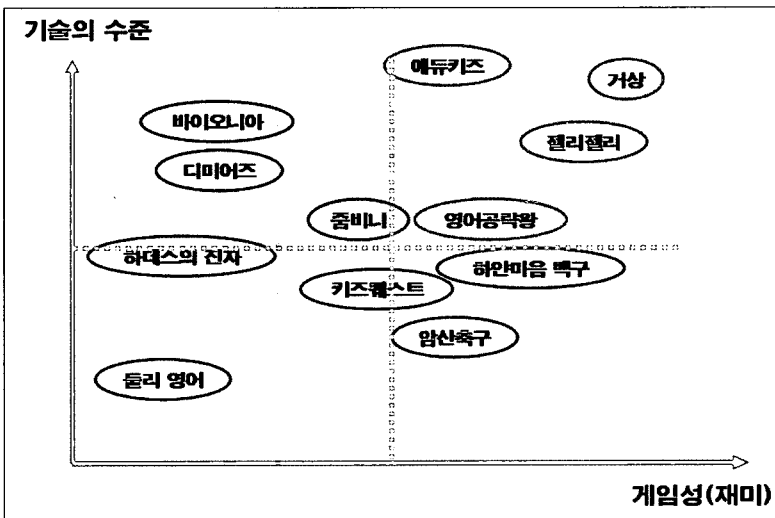 기술의 수준
에듀키즈
거상
바이오니아
젤리젤리
디미어즈
줌비니
영어공략왕
하데스의 진자
하얀마음 백구
키즈퀘스트
암산축구
둘리 영어
게임성(재미)